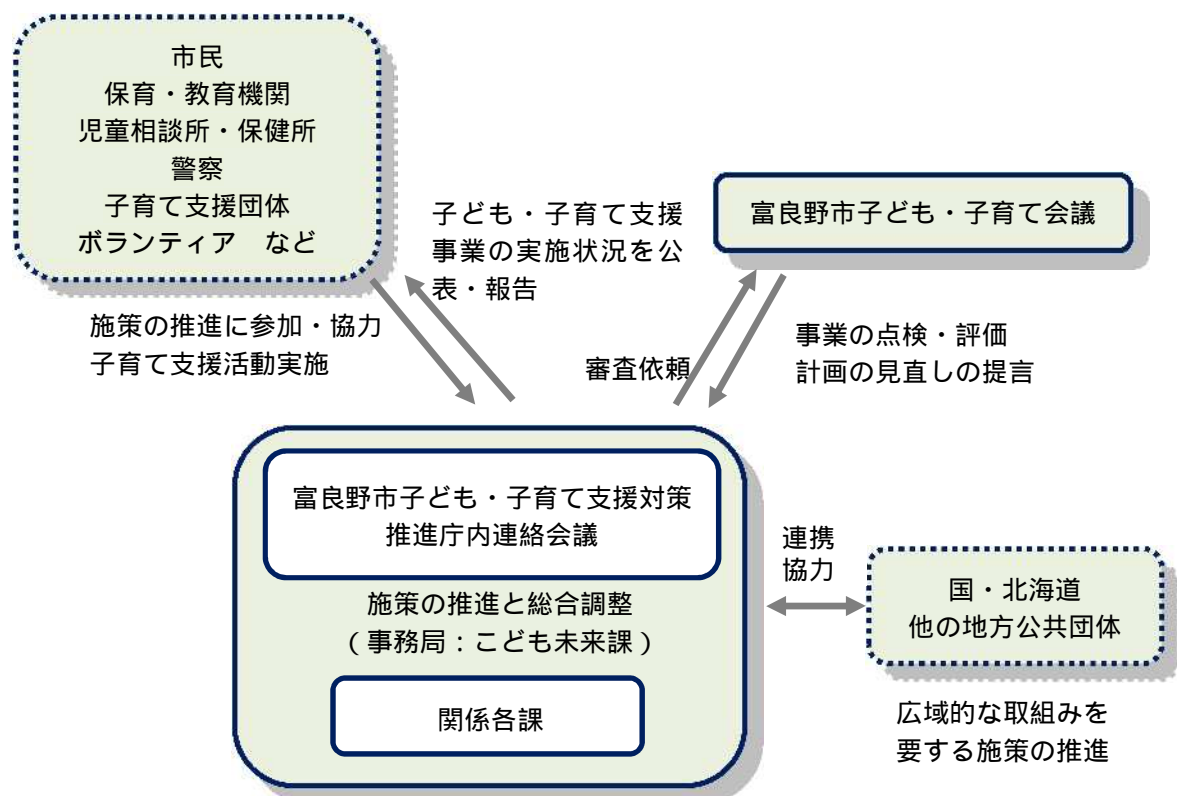 市民
保育・教育機関
児童相談所・保健所
警察
子育て支援団体
ボランティア　など
子ども・子育て支援
事業の実施状況を公
表・報告
富良野市子ども・子育て会議
施策の推進に参加・協力
子育て支援活動実施
審査依頼
事業の点検・評価
計画の見直しの提言
富良野市子ども・子育て支援対策
推進庁内連絡会議
施策の推進と総合調整
（事務局：こども未来課）
関係各課
連携
協力
国・北海道
他の地方公共団体
広域的な取組みを
要する施策の推進